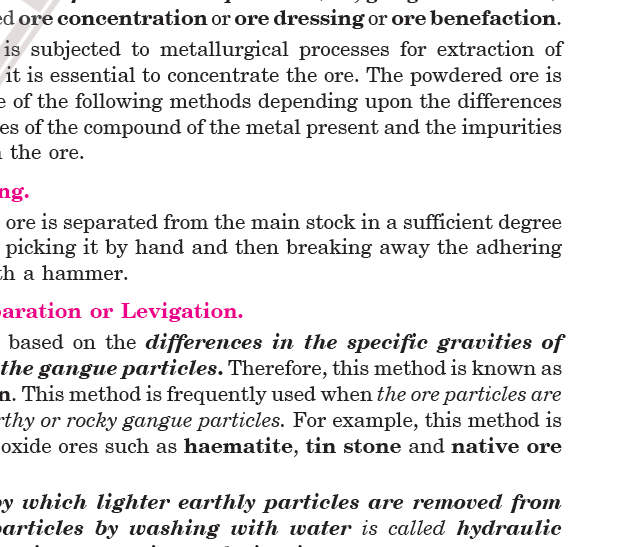 ore concentration or ore dressing or ore benefaction.
is subjected to metallurgical processes for extraction of
it is essential to concentrate the ore. The powdered ore is
of the following methods depending upon the differences
es of the compound of the metal present and the impurities
the ore.
ng.
ore is separated from the main stock in a sufficient degree
picking it by hand and then breaking away the adhering
th a hammer.
paration or Levigation.
based on the differences in the specific gravities of
the gangue particles. Therefore, this method is known as
n. This method is frequently used when the ore particles are
rthy or rocky gangue particles. For example, this method is
oxide ores such as haematite, tin stone and native ore
by which lighter earthly particles are removed from
particles by washing with water is called hydraulic